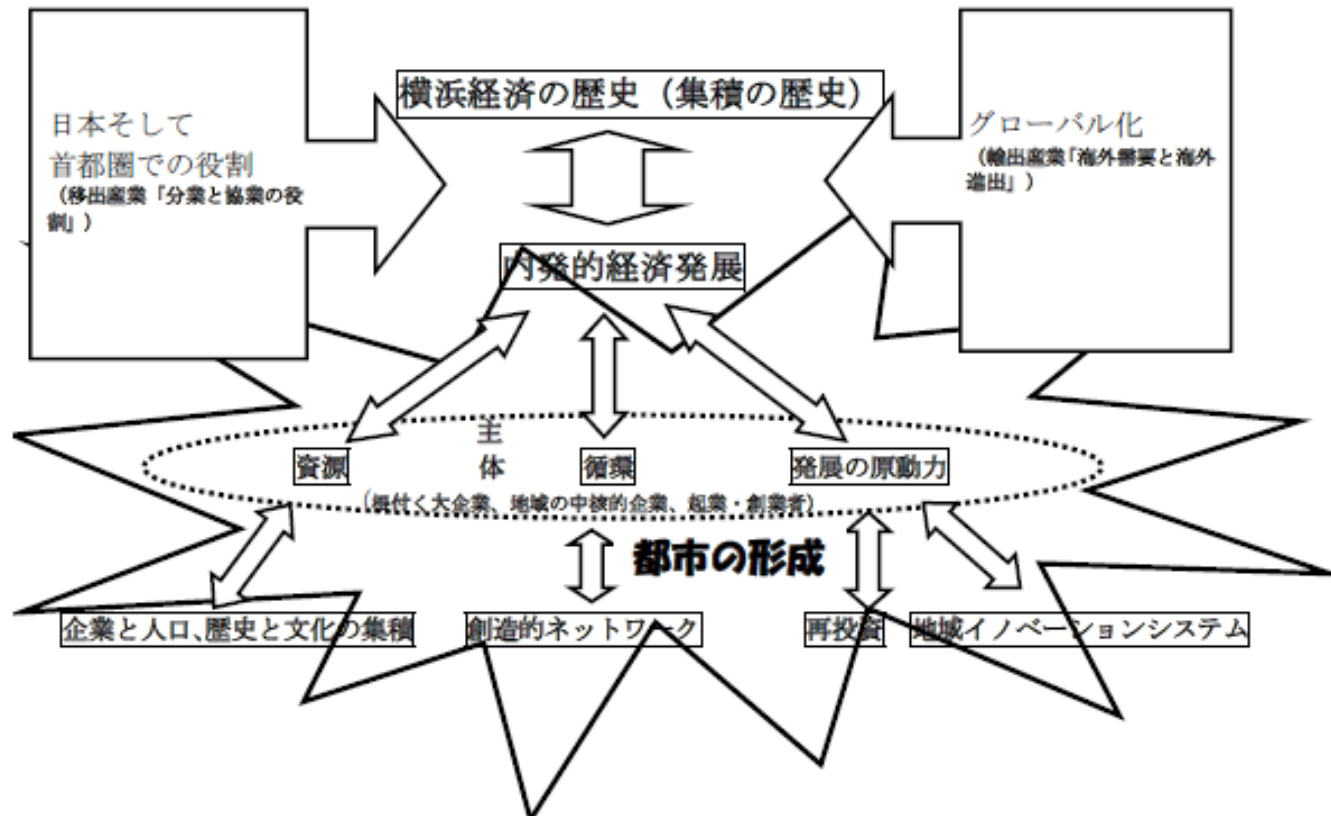 横浜経済の歴史（集積の歴史）
日本そして
首都圏での役割
（移出産業「分業と協業の役
割」）
グローバル化
（輸出産業「海外需要と海外
進出」）
内発的経済発展
主
体
資源
循環
発展の原動力
（根付く大企業、地域の中核的企業、起業・創業者）
都市の形成
企業と人口、歴史と文化の集積
創造的ネットワーク
再投資
地域イノベーションシステム